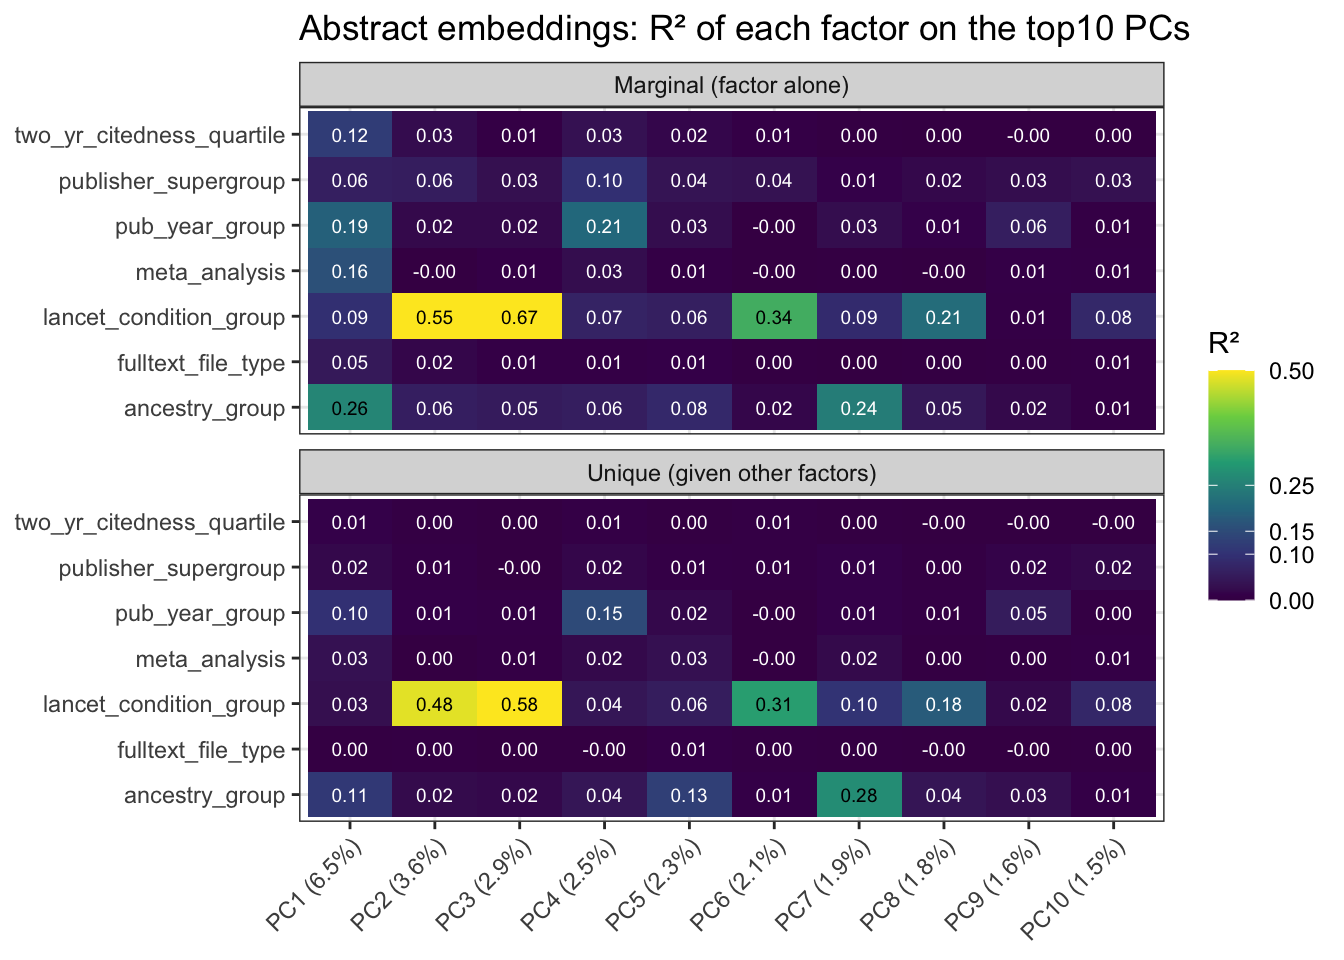 Abstract embeddings: R² of each factor on the top10 PCs
Marginal (factor alone)
two_yr_citedness_quartile 0.12 0.03 0.01 0.03 0.02 0.01 0.00 0.00 -0.00 0.00
publisher_supergroup 0.06 0.06 0.03 0.10 0.04 0.04 0.01 0.02 0.03 0.03
pub_year_group 0.19 0.02 0.02 0.21 0.03 -0.00 0.03 0.01 0.06 0.01
meta_analysis 0.16 -0.00 0.01 0.03 0.01 -0.00 0.00 -0.00 0.01 0.01
lancet_condition_group 0.09 0.55 0.67 0.07 0.06 0.34 0.09 0.21 0.01 0.08
fulltext_file_type 0.05 0.02 0.01 0.01 0.01 0.00 0.00 0.00 0.00 0.01
ancestry_group 0.26 0.06 0.05 0.06 0.08 0.02 0.24 0.05 0.02 0.01
Unique (given other factors)
two_yr_citedness_quartile 0.01 0.00 0.00 0.01 0.00 0.01 0.00 -0.00 -0.00 -0.00
publisher_supergroup 0.02 0.01 -0.00 0.02 0.01 0.01 0.01 0.00 0.02 0.02
pub_year_group 0.10 0.01 0.01 0.15 0.02 -0.00 0.01 0.01 0.05 0.00
meta_analysis 0.03 0.00 0.01 0.02 0.03 -0.00 0.02 0.00 0.00 0.01
lancet_condition_group 0.03 0.48 0.58 0.04 0.06 0.31 0.10 0.18 0.02 0.08
fulltext_file_type 0.00 0.00 0.00 -0.00 0.01 0.00 0.00 -0.00 -0.00 0.00
ancestry_group 0.11 0.02 0.02 0.04 0.13 0.01 0.28 0.04 0.03 0.01
PC1 (6.5%) PC2 (3.6%) PC3 (2.9%) PC4 (2.5%) PC5 (2.3%) PC6 (2.1%) PC7 (1.9%) PC8 (1.8%) PC9 (1.6%) PC10 (1.5%)
R²
0.50
0.25
0.15
0.10
0.00